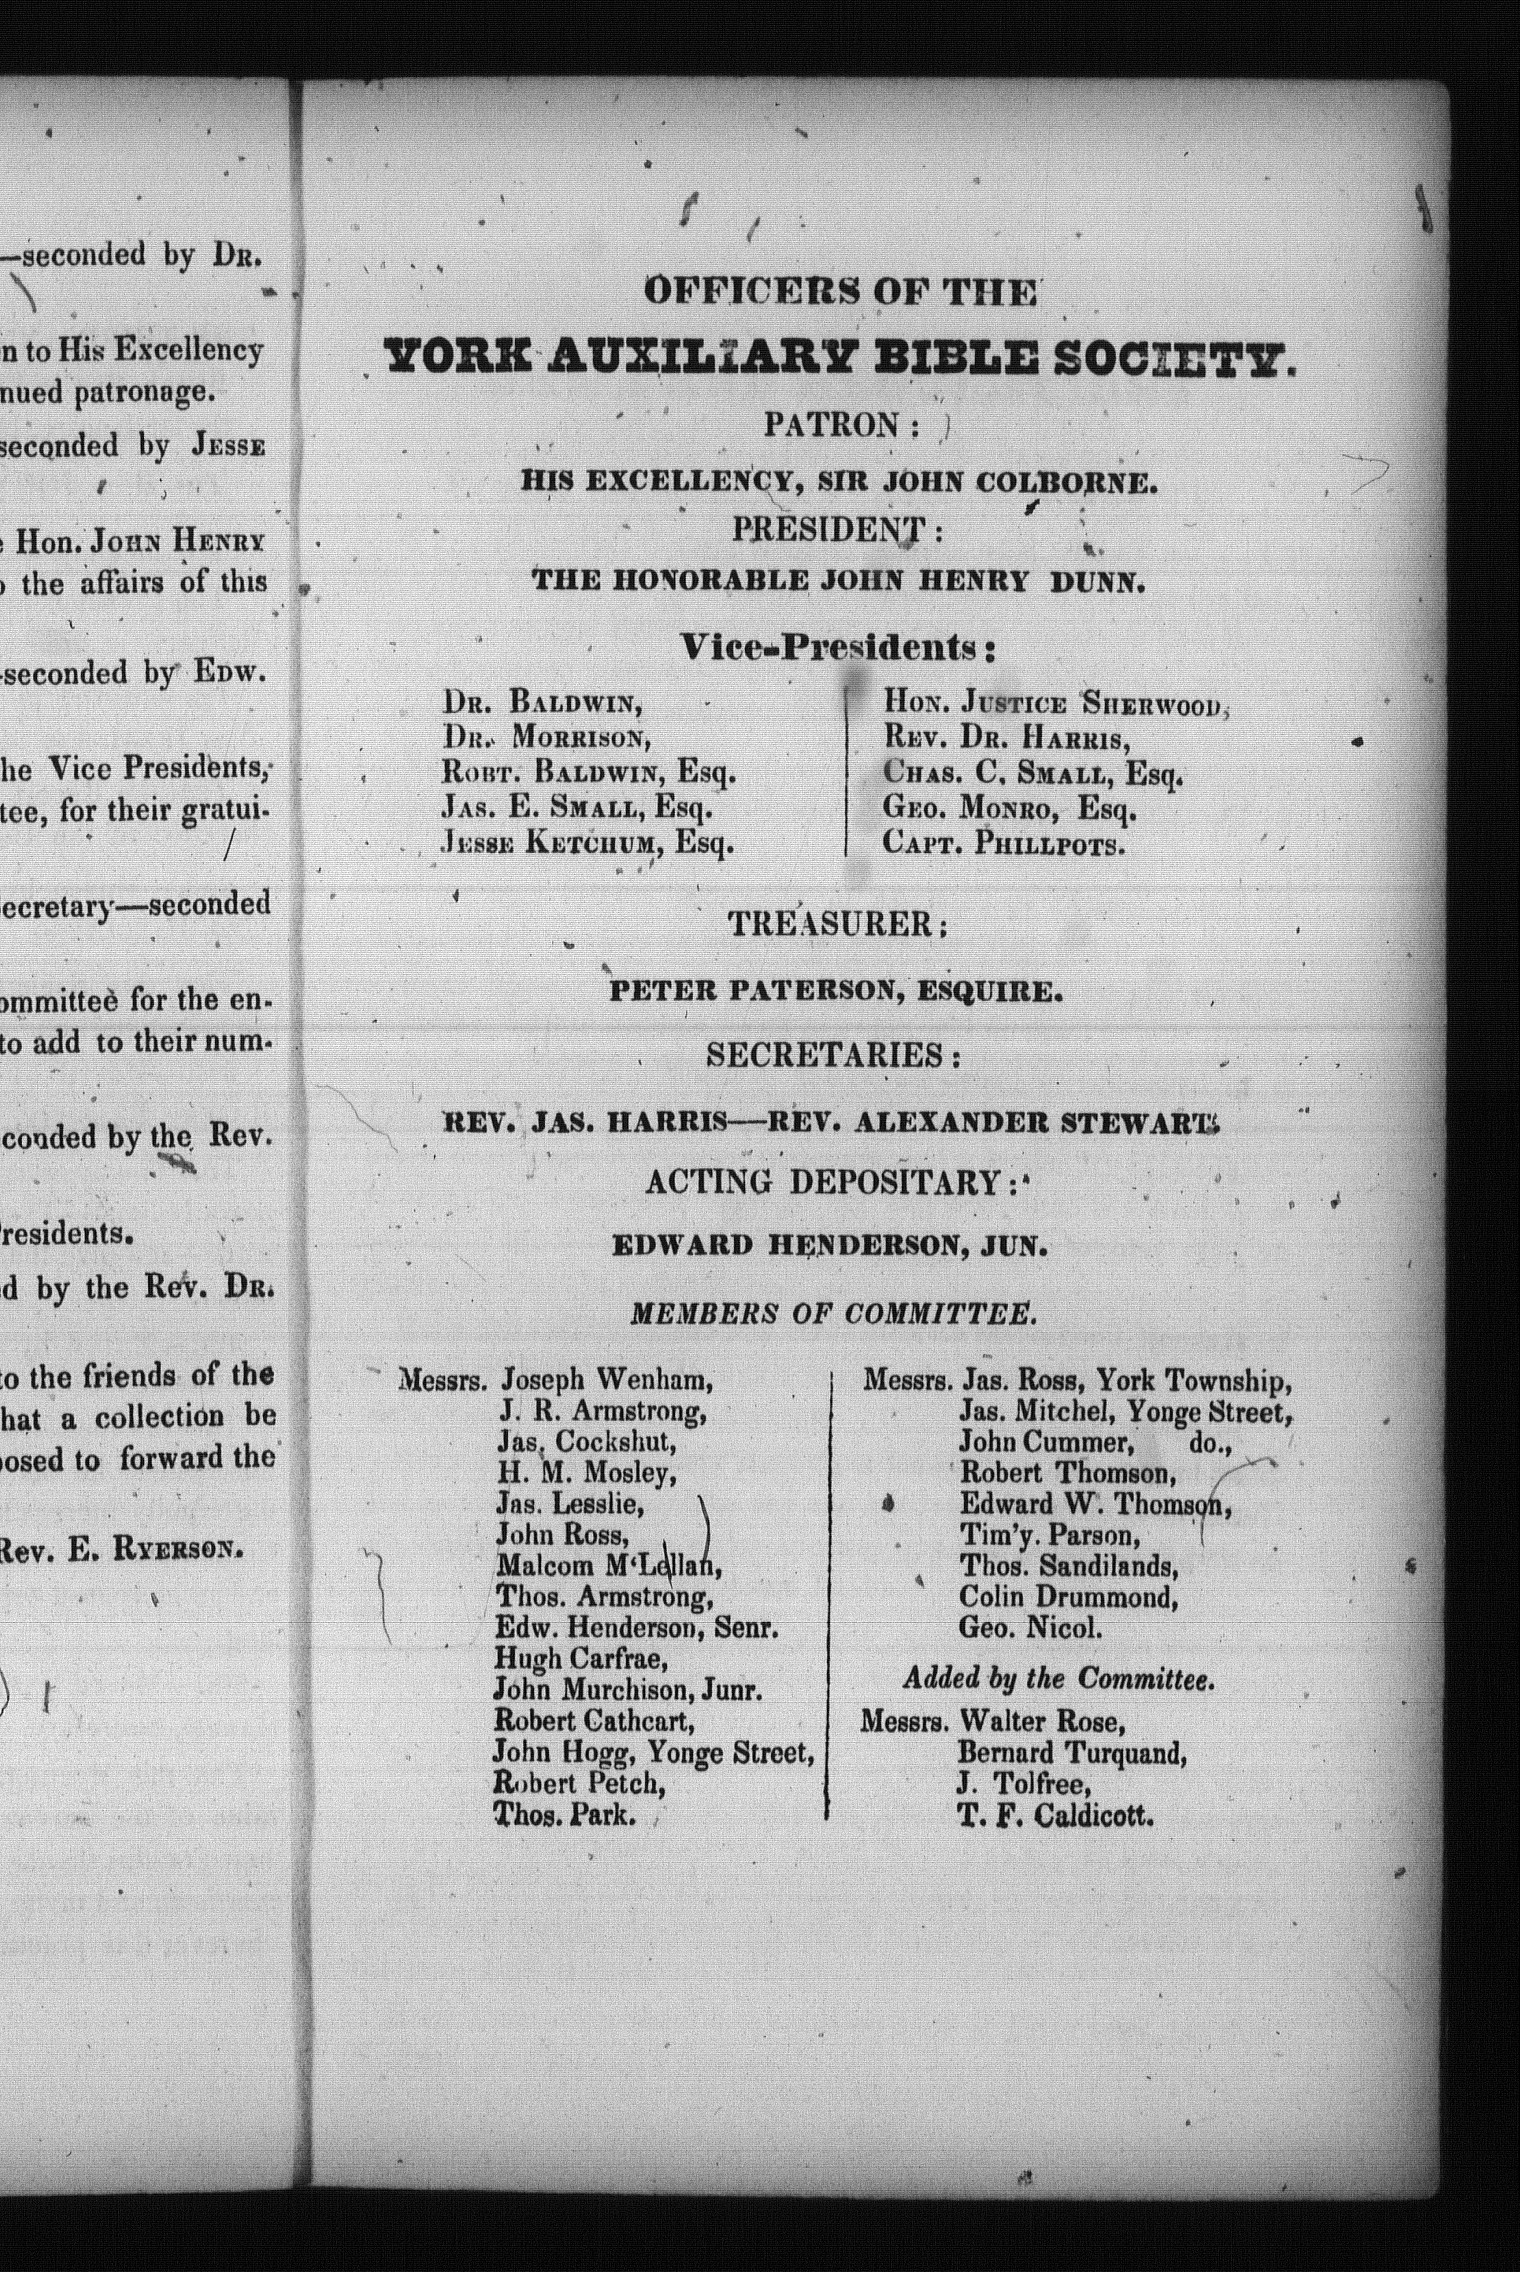 —seconded by DR.
n to His Excellency
nued patronage.
seconded by JESSE
Hon. JOHN HENRY
the affairs of this
seconded by EDW.
he Vice Presidents,
tee, for their gratui-
ecretary—seconded
ommittee for the en-
to add to their num-
conded by the Rev.
residents.
d by the Rev. DR.
to the friends of the
hat a collection be
posed to forward the
Rev. E. RYERSON.
OFFICERS OF THE
YORK AUXILIARY BIBLE SOCIETY.
PATRON:
HIS EXCELLENCY, SIR JOHN COLBORNE.
PRESIDENT:
THE HONORABLE JOHN HENRY DUNN.
Vice-Presidents:
DR. BALDWIN,
DR. MORRISON,
ROBT. BALDWIN, Esq.
JAS. E. SMALL, Esq.
JESSE KETCHUM, Esq.
HON. JUSTICE SHERWOOD,
REV. DR. HARRIS,
CHAS. C. SMALL, Esq.
GEO. MONRO, Esq.
CAPT. PHILLPOTS.
TREASURER:
PETER PATERSON, ESQUIRE.
SECRETARIES:
REV. JAS. HARRIS—REV. ALEXANDER STEWART.
ACTING DEPOSITARY:
EDWARD HENDERSON, JUN.
MEMBERS OF COMMITTEE.
Messrs. Joseph Wenham,
J. R. Armstrong,
Jas. Cockshut,
H. M. Mosley,
Jas. Lesslie,
John Ross,
Malcom M'Lellan,
Thos. Armstrong,
Edw. Henderson, Senr.
Hugh Carfrae,
John Murchison, Junr.
Robert Cathcart,
John Hogg, Yonge Street,
Robert Petch,
Thos. Park.
Messrs. Jas. Ross, York Township,
Jas. Mitchel, Yonge Street,
John Cummer, do.,
Robert Thomson,
Edward W. Thomson,
Tim'y. Parson,
Thos. Sandilands,
Colin Drummond,
Geo. Nicol.
Added by the Committee.
Messrs. Walter Rose,
Bernard Turquand,
J. Tolfree,
T. F. Caldicott.